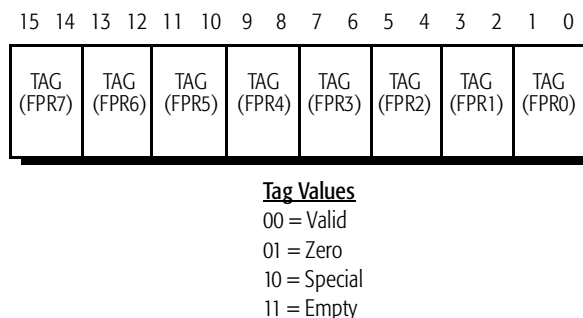 15 14 13 12 11 10 9 8 7 6 5 4 3 2 1 0
TAG TAG TAG TAG TAG TAG TAG TAG
(FPR7) (FPR6) (FPR5) (FPR4) (FPR3) (FPR2) (FPR1) (FPR0)
Tag Values
00 = Valid
01 = Zero
10 = Special
11 = Empty